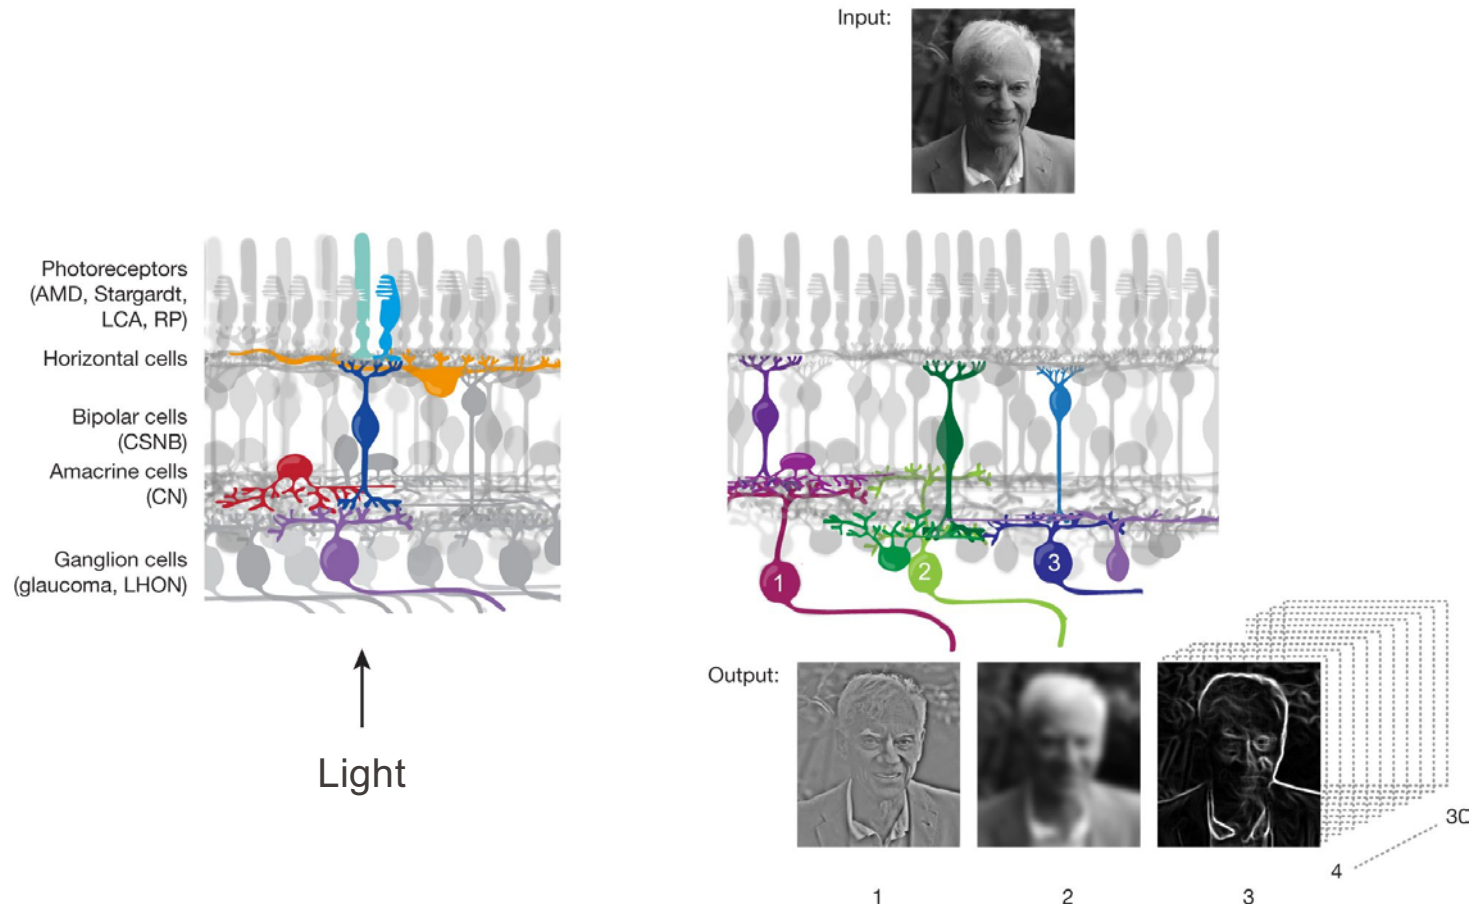 Input:
Photoreceptors
(AMD, Stargardt,
LCA, RP)
Horizontal cells
Bipolar cells
(CSNB)
Amacrine cells
(CN)
Ganglion cells
(glaucoma, LHON)
1
2
3
Light
Output:
30
4
1
2
3